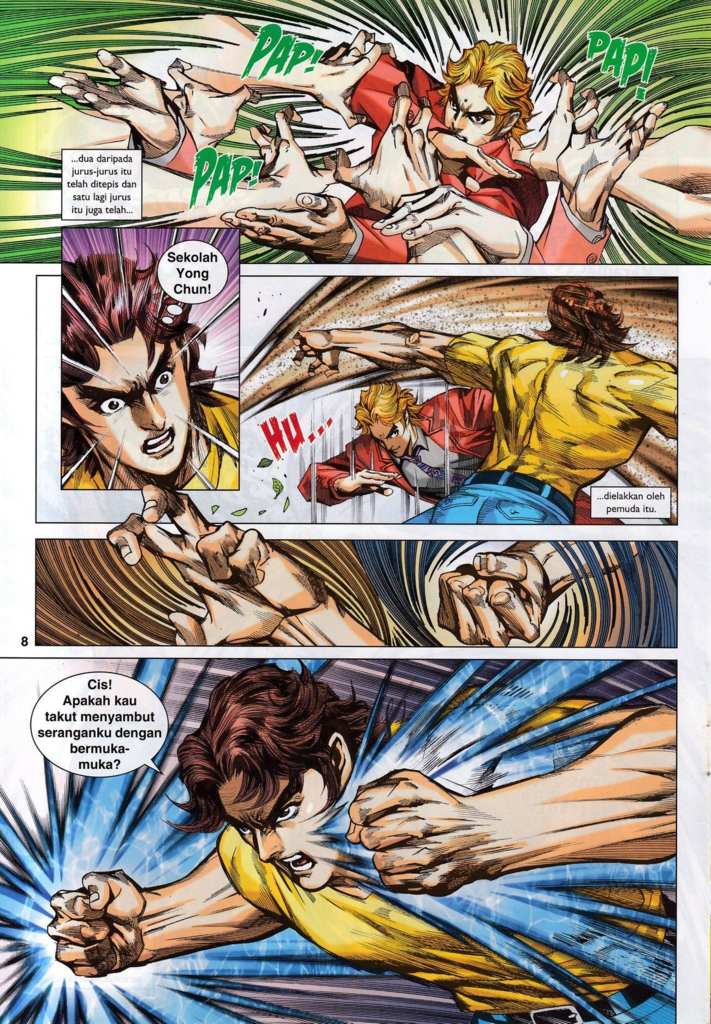 PAP!
PAP!
PAP!
...dua daripada
jurus-jurus itu
telah ditepis dan
satu lagi jurus
itu juga telah...
Sekolah
Yong
Chun!
HU...
...dielakkan oleh
pemuda itu.
8
Cis!
Apakah kau
takut menyambut
seranganku dengan
bermuka-
muka?